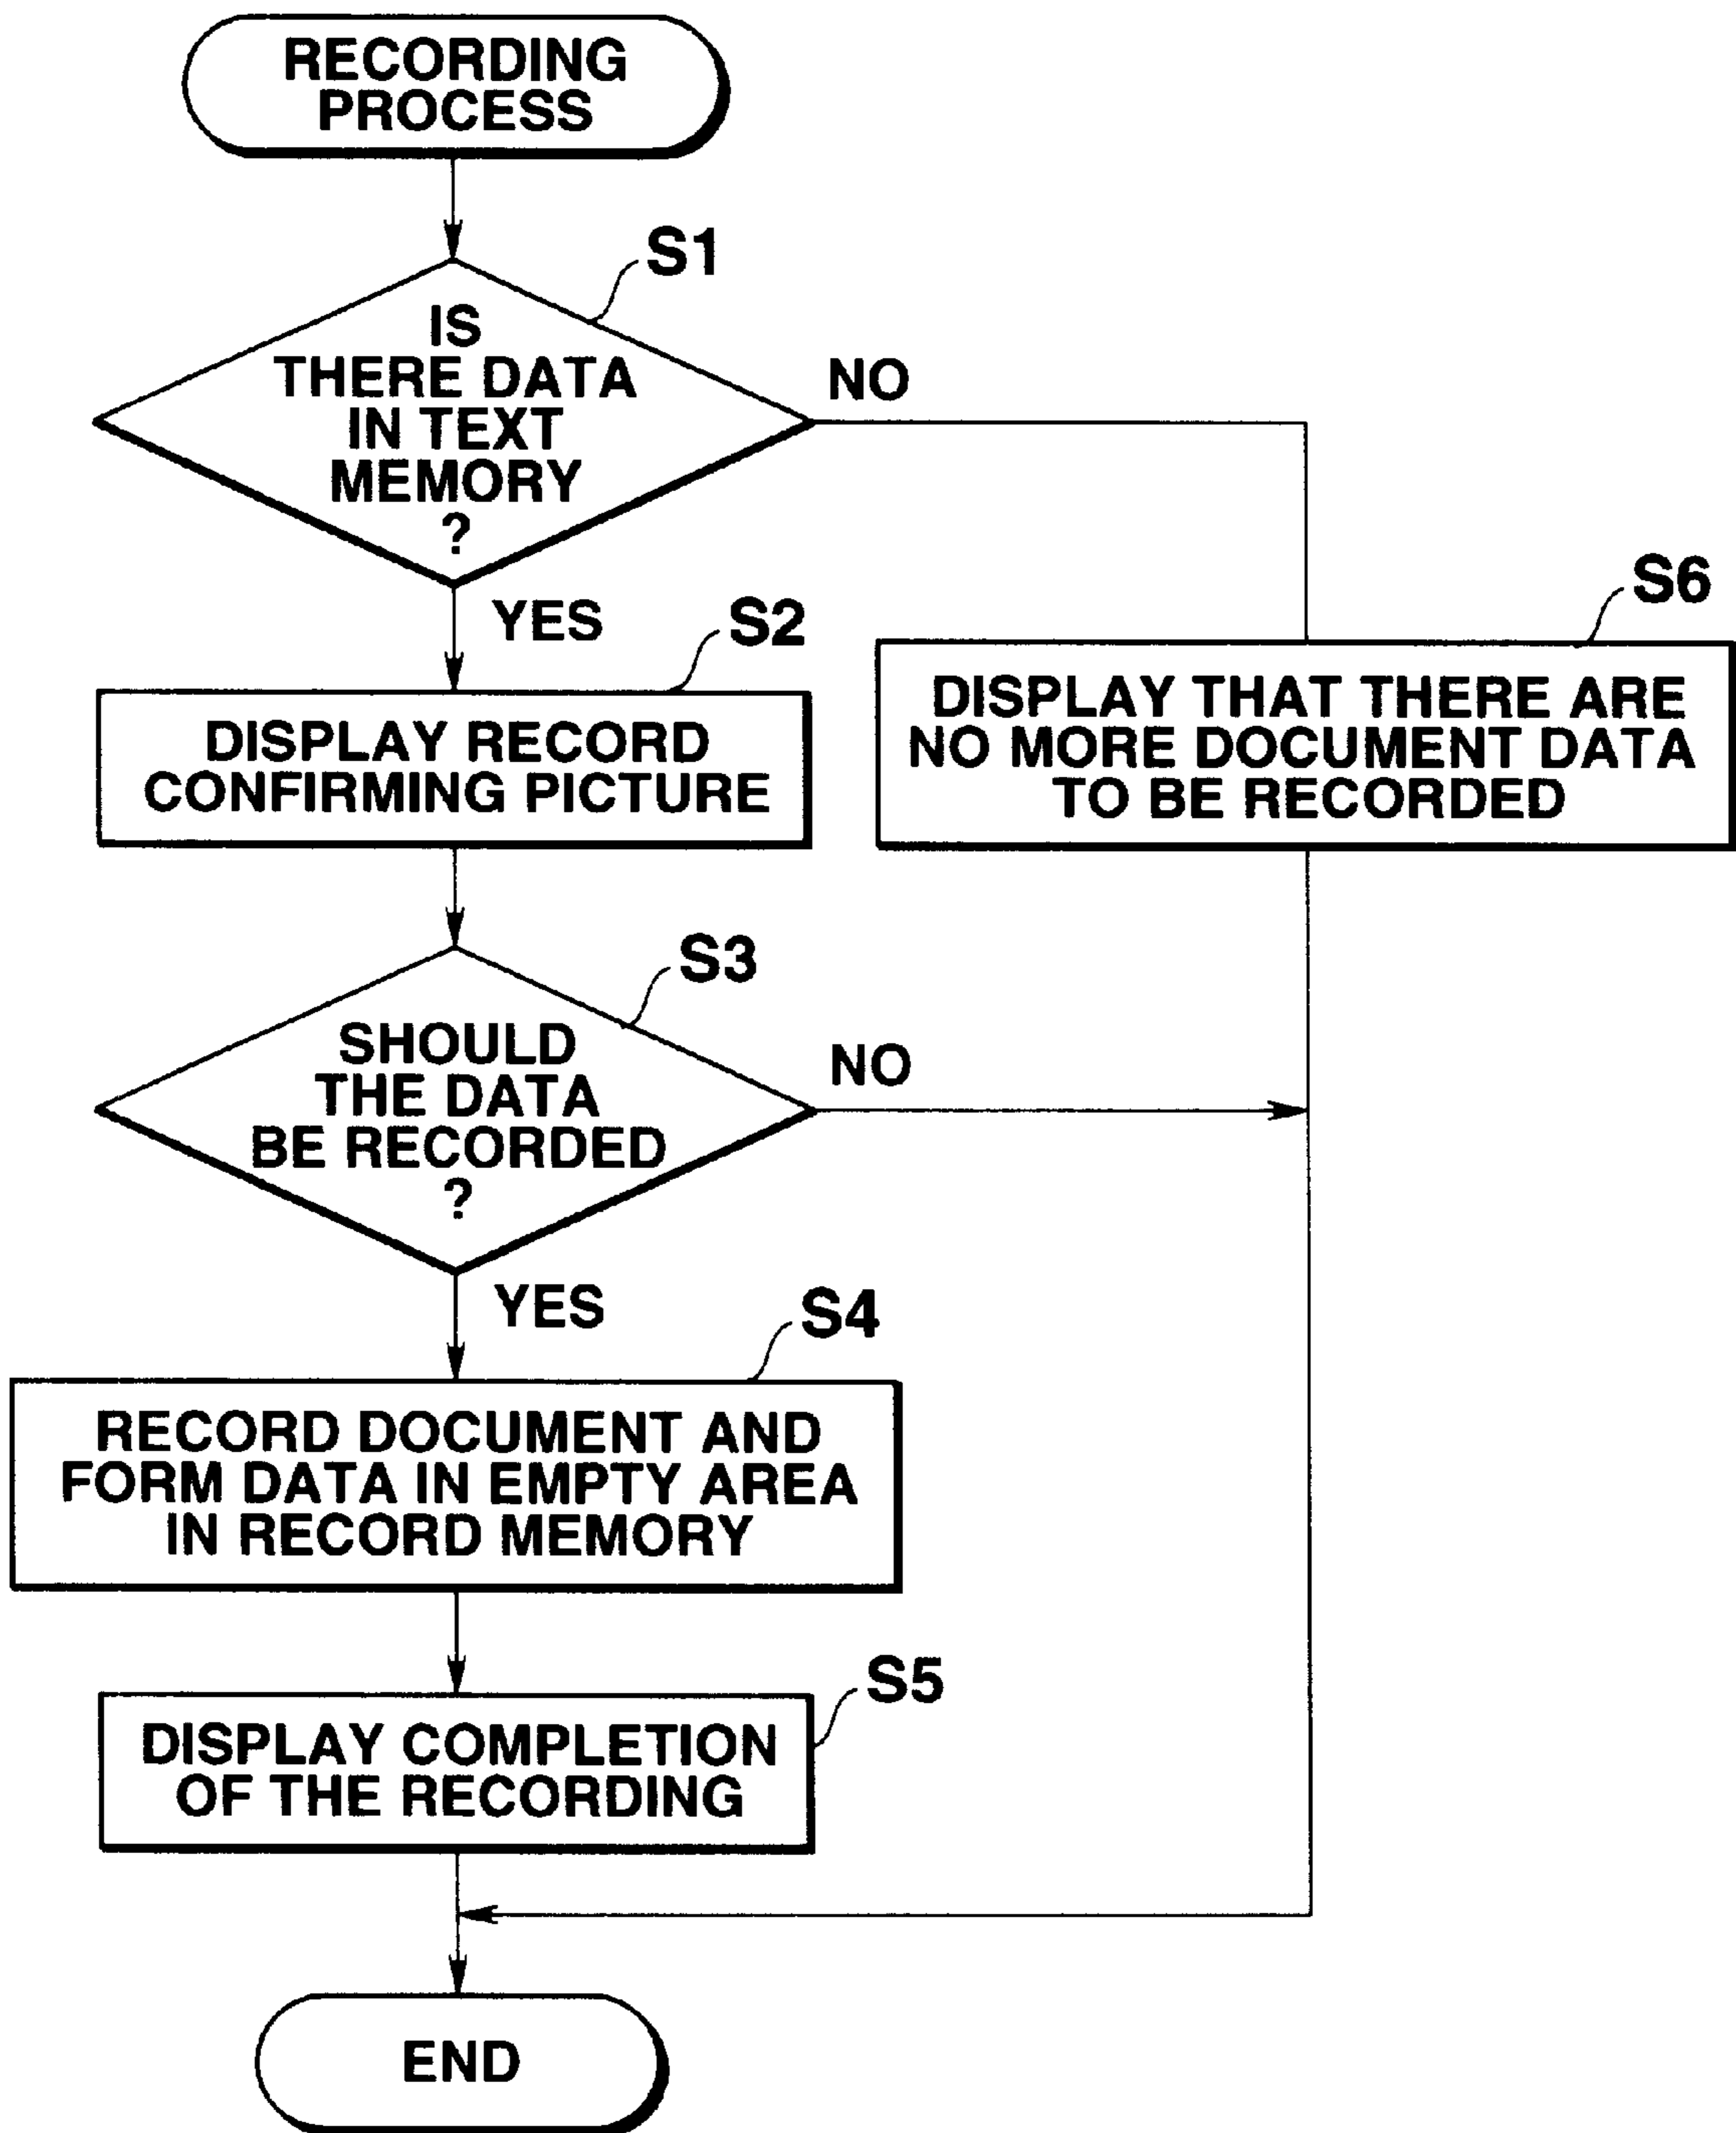 RECORDING
PROCESS
S1
IS
THERE DATA
IN TEXT
MEMORY
?
NO
YES
S2
DISPLAY RECORD
CONFIRMING PICTURE
S6
DISPLAY THAT THERE ARE
NO MORE DOCUMENT DATA
TO BE RECORDED
S3
SHOULD
THE DATA
BE RECORDED
?
NO
YES
S4
RECORD DOCUMENT AND
FORM DATA IN EMPTY AREA
IN RECORD MEMORY
S5
DISPLAY COMPLETION
OF THE RECORDING
END